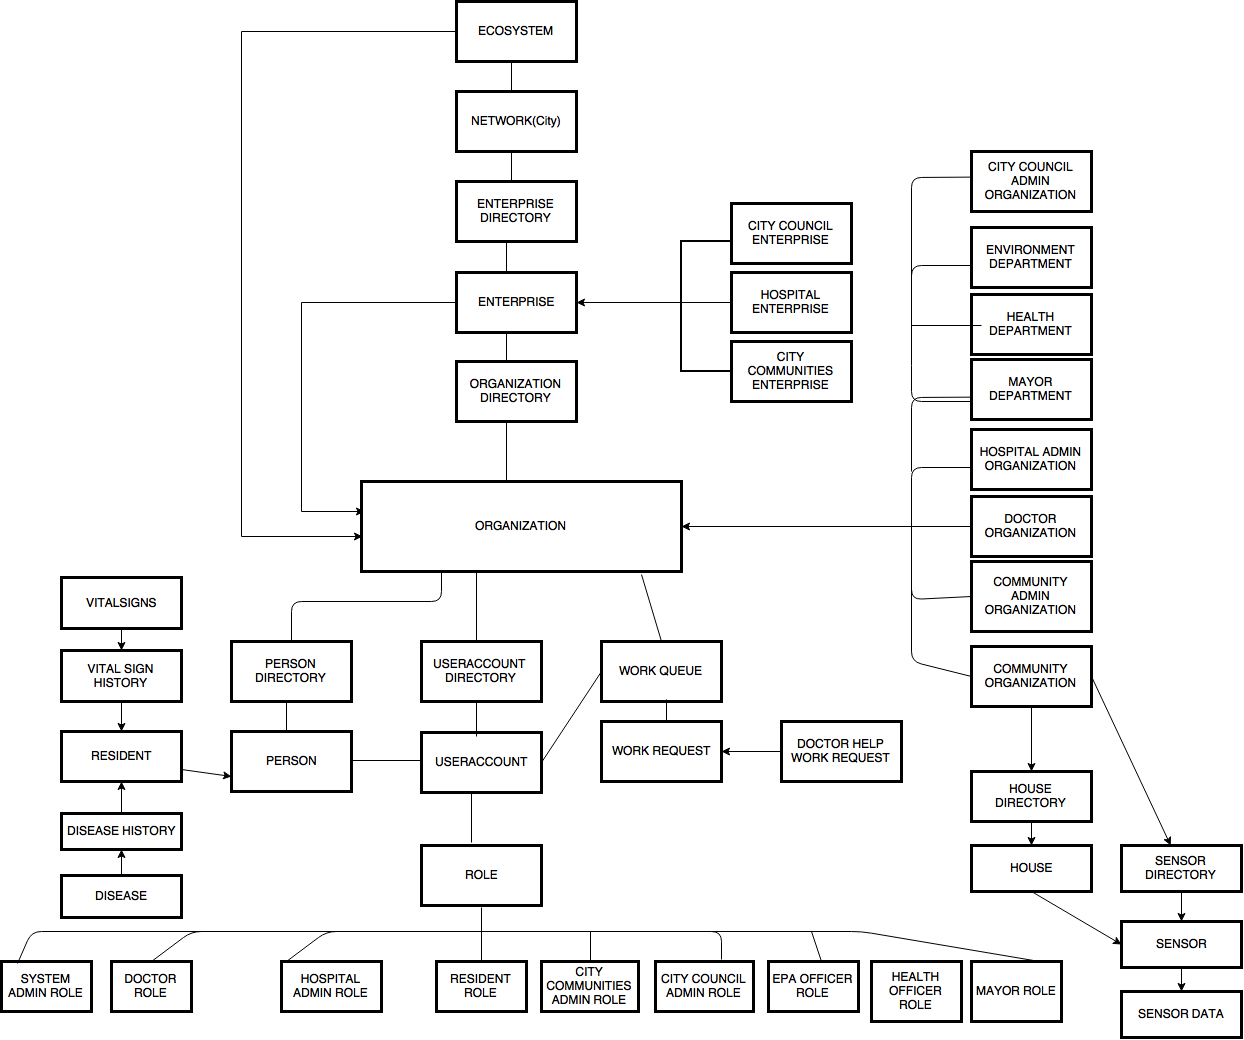 ECOSYSTEM
NETWORK(City)
ENTERPRISE
DIRECTORY
ENTERPRISE
ORGANIZATION
DIRECTORY
ORGANIZATION
CITY COUNCIL
ENTERPRISE
HOSPITAL
ENTERPRISE
CITY
COMMUNITIES
ENTERPRISE
CITY COUNCIL
ADMIN
ORGANIZATION
ENVIRONMENT
DEPARTMENT
HEALTH
DEPARTMENT
MAYOR
DEPARTMENT
HOSPITAL ADMIN
ORGANIZATION
DOCTOR
ORGANIZATION
COMMUNITY
ADMIN
ORGANIZATION
COMMUNITY
ORGANIZATION
VITALSIGNS
VITAL SIGN
HISTORY
RESIDENT
DISEASE HISTORY
DISEASE
PERSON
DIRECTORY
PERSON
USERACCOUNT
DIRECTORY
USERACCOUNT
WORK QUEUE
WORK REQUEST
DOCTOR HELP
WORK REQUEST
ROLE
HOUSE
DIRECTORY
HOUSE
SENSOR
DIRECTORY
SENSOR
SENSOR DATA
SYSTEM
ADMIN ROLE
DOCTOR
ROLE
HOSPITAL
ADMIN ROLE
RESIDENT
ROLE
CITY
COMMUNITIES
ADMIN ROLE
CITY COUNCIL
ADMIN ROLE
EPA OFFICER
ROLE
HEALTH
OFFICER
ROLE
MAYOR ROLE